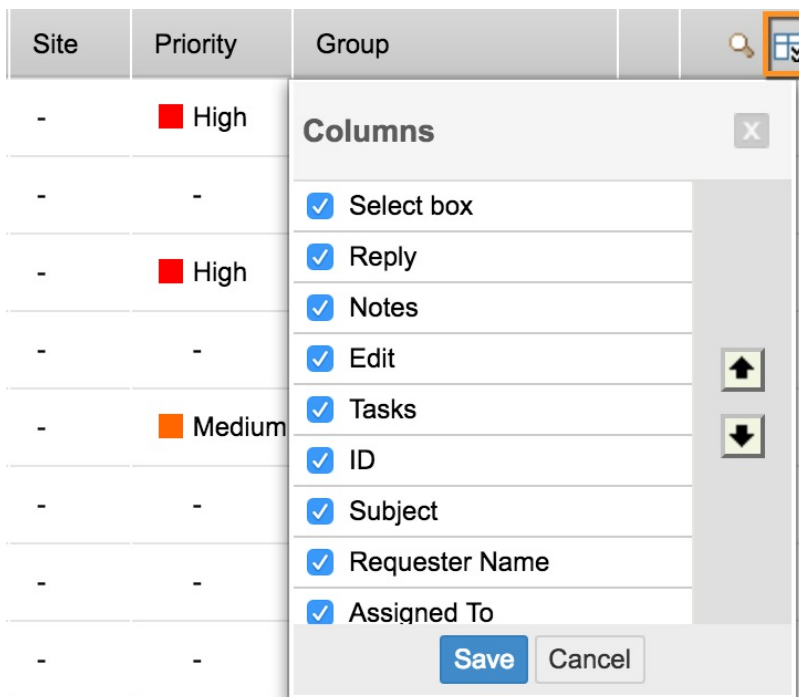 Site Priority Group
- High
Columns
X
- -
Select box
- High
Reply
Notes
- -
Edit
- Medium
Tasks
ID
- -
Subject
- -
Requester Name
Assigned To
- -
Save Cancel